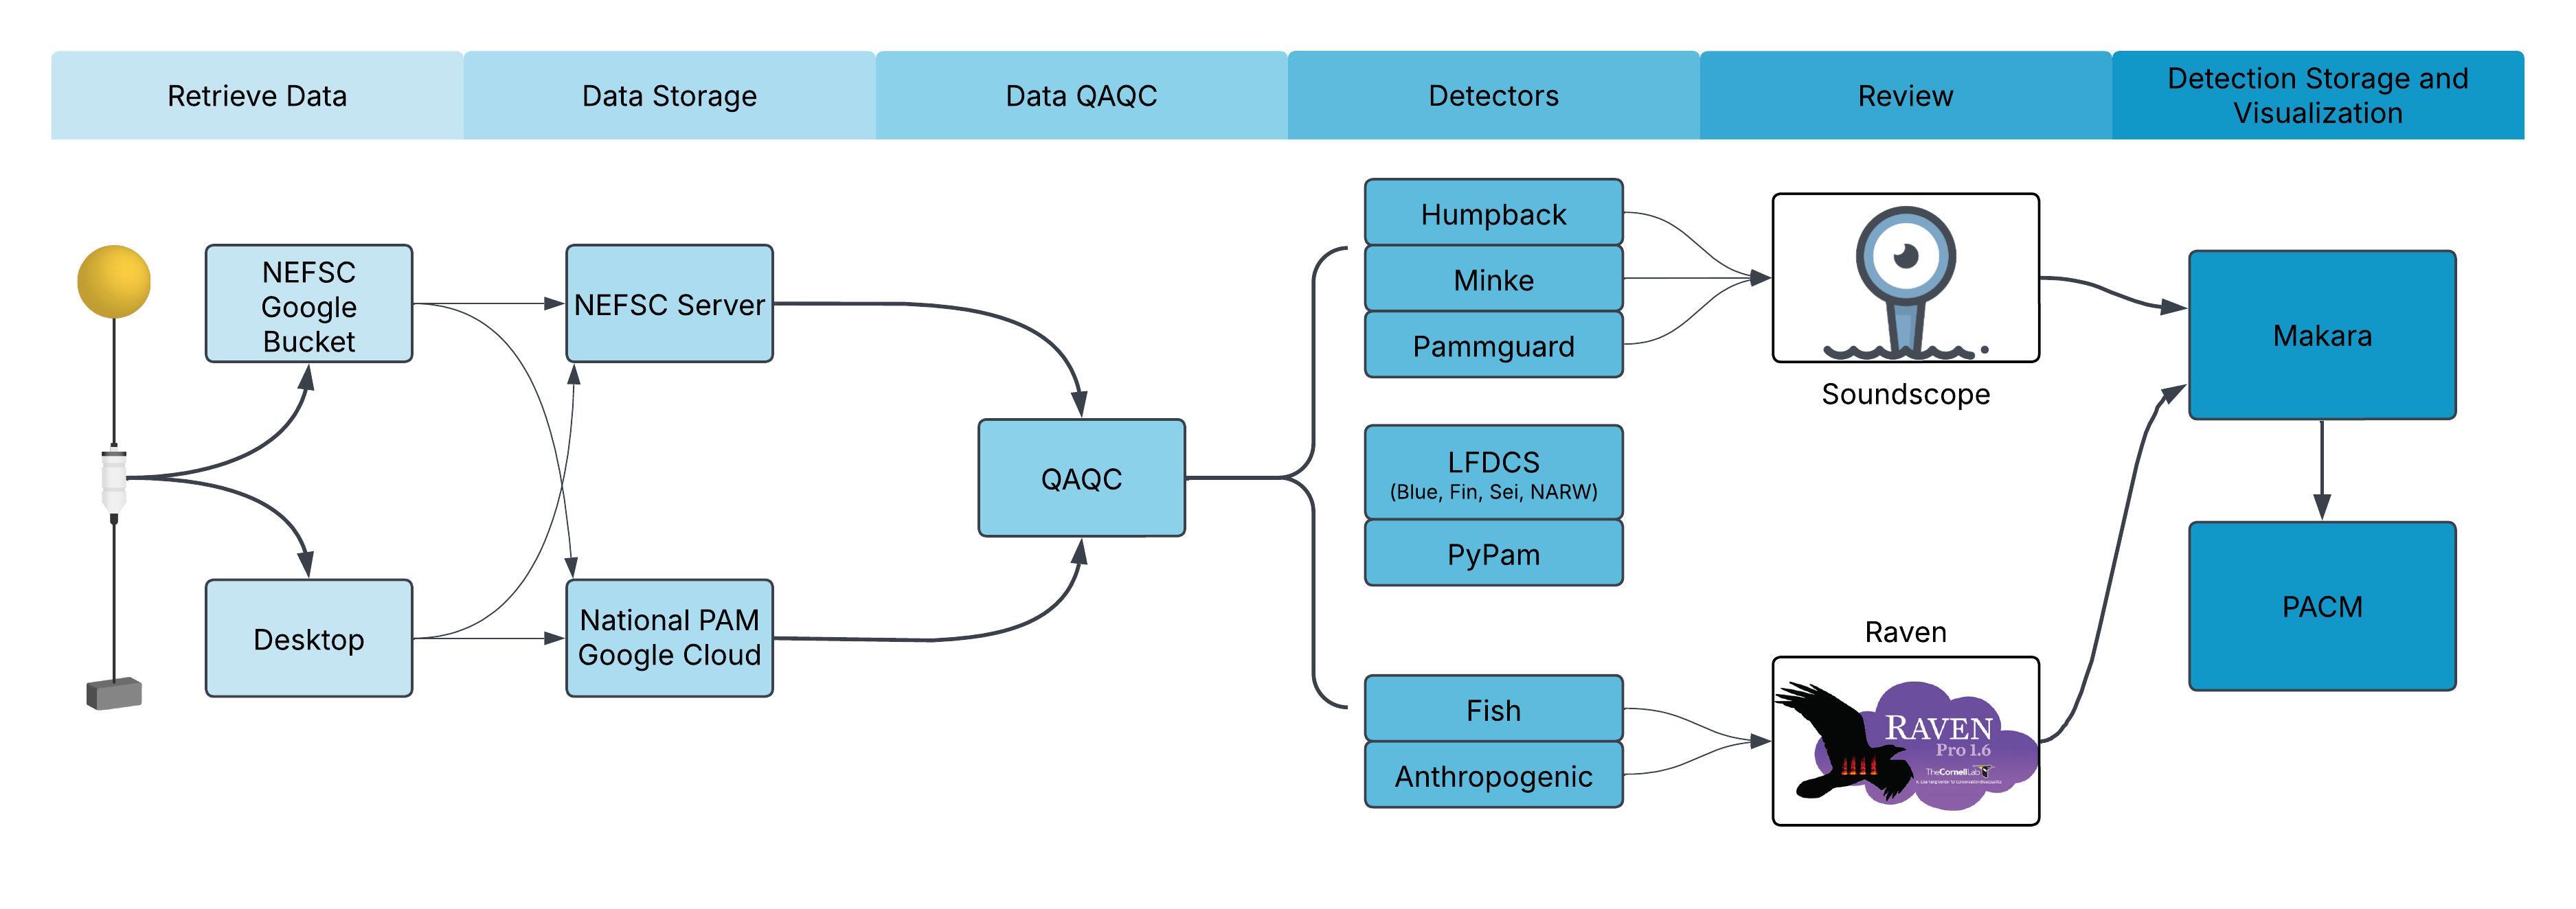 Retrieve Data
Data Storage
Data QAQC
Detectors
Review
Detection Storage and
Visualization
NEFSC
Google
Bucket
Desktop
NEFSC Server
National PAM
Google Cloud
QAQC
Humpback
Minke
Pammguard
LFDCS
(Blue, Fin, Sei, NARW)
PyPam
Fish
Anthropogenic
Soundscope
Raven
RAVEN
Pro 1.6
TheCornellLab
Makara
PACM